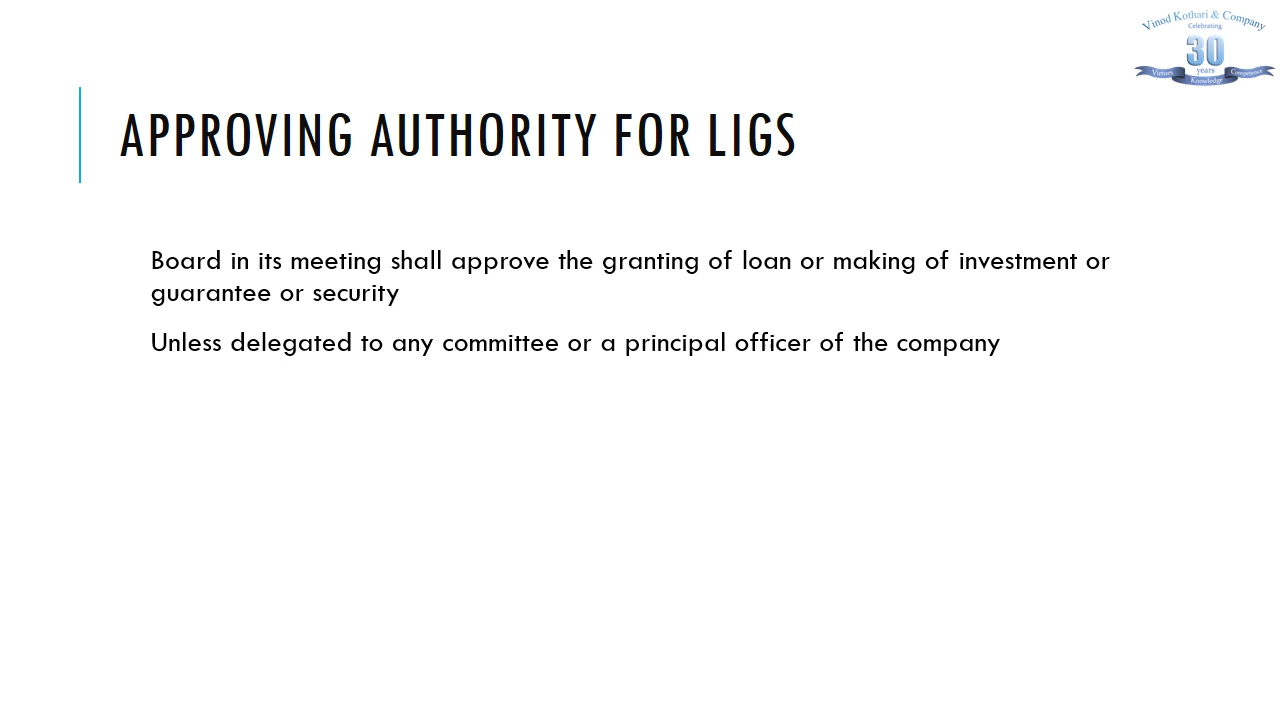 Vinod Kothari & Company
Celebrating
30
years
Virtues
Knowledge
Competence
APPROVING AUTHORITY FOR LIGS
Board in its meeting shall approve the granting of loan or making of investment or
guarantee or security
Unless delegated to any committee or a principal officer of the company